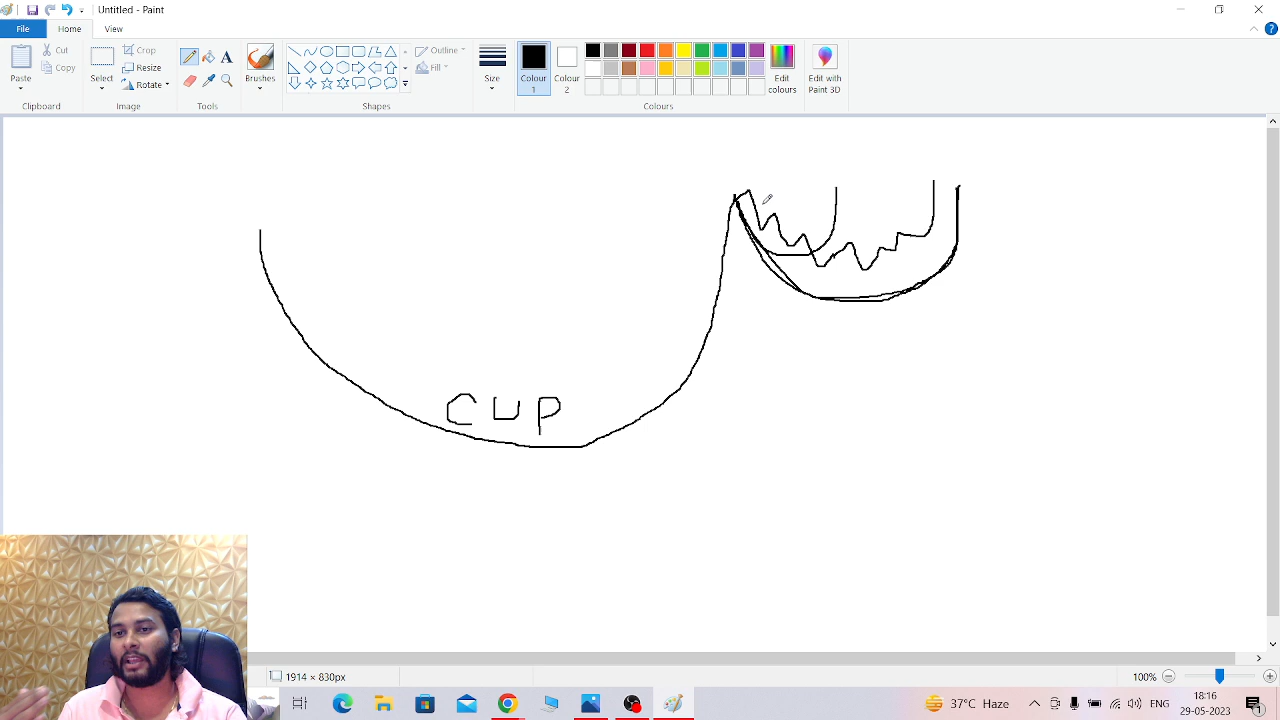 Untitled - Paint
File
Home
View
Paste
Cut
Copy
Clipboard
Select
Crop
Resize
Rotate
Image
Tools
Brushes
Outline
Fill
Shapes
Size
Colour 1
Colour 2
Colours
Edit colours
Edit with Paint 3D
CUP
1914 × 830px
100%
37°C Haze
ENG
18:16
29-05-2023